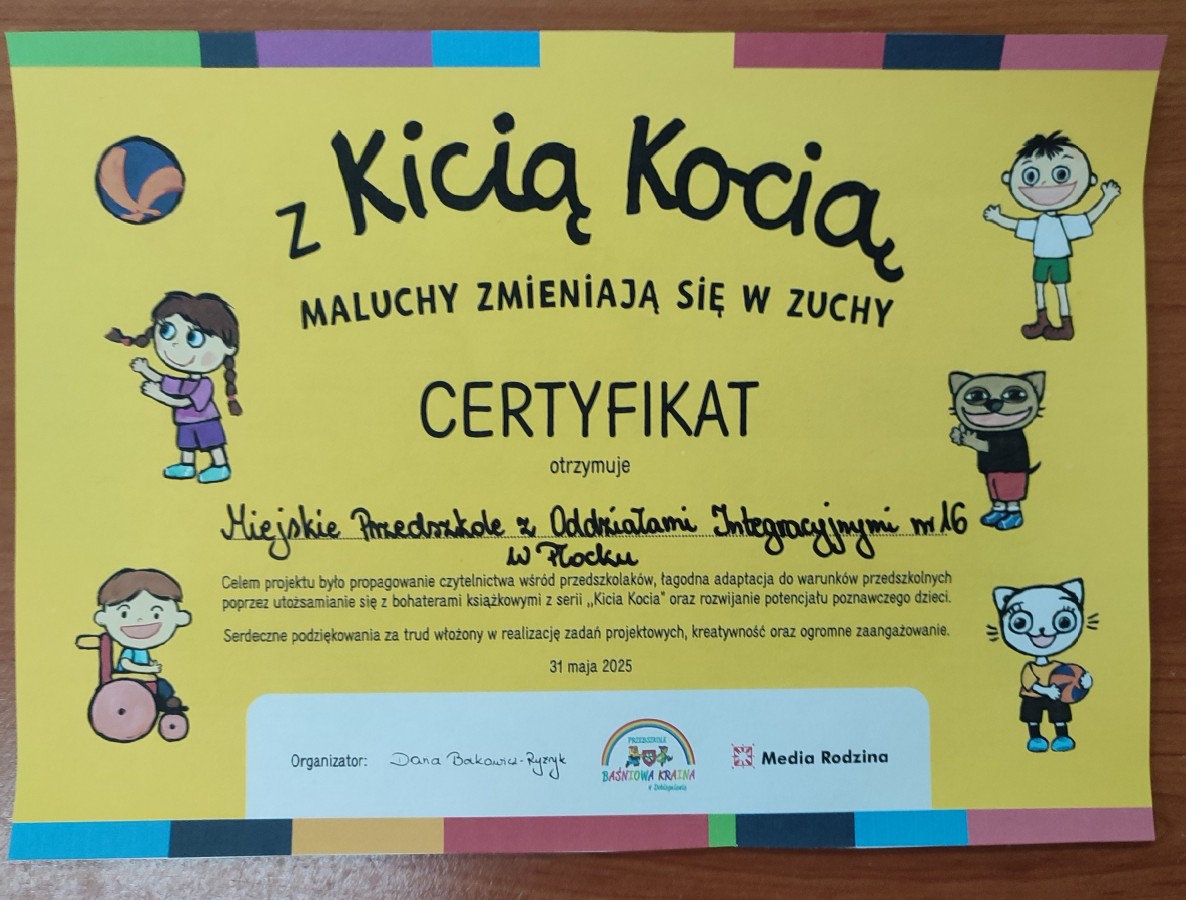 z Kicią Kocią
MALUCHY ZMiENiAJĄ SiĘ W ZUCHY
CERTYFIKAT
otrzymuje
Miejskie Przedszkole z Oddziałami Integracyjnymi nr 16
w Płocku
Celem projektu było propagowanie czytelnictwa wśród przedszkolaków, łagodna adaptacja do warunków przedszkolnych
poprzez utożsamianie się z bohaterami książkowymi z serii ,,Kicia Kocia" oraz rozwijanie potencjału poznawczego dzieci.
Serdeczne podziękowania za trud włożony w realizację zadań projektowych, kreatywność oraz ogromne zaangażowanie.
31 maja 2025
Organizator: Daria
PRZEDSZKOLE
BAŚNIOWA KRAINA
Media Rodzina